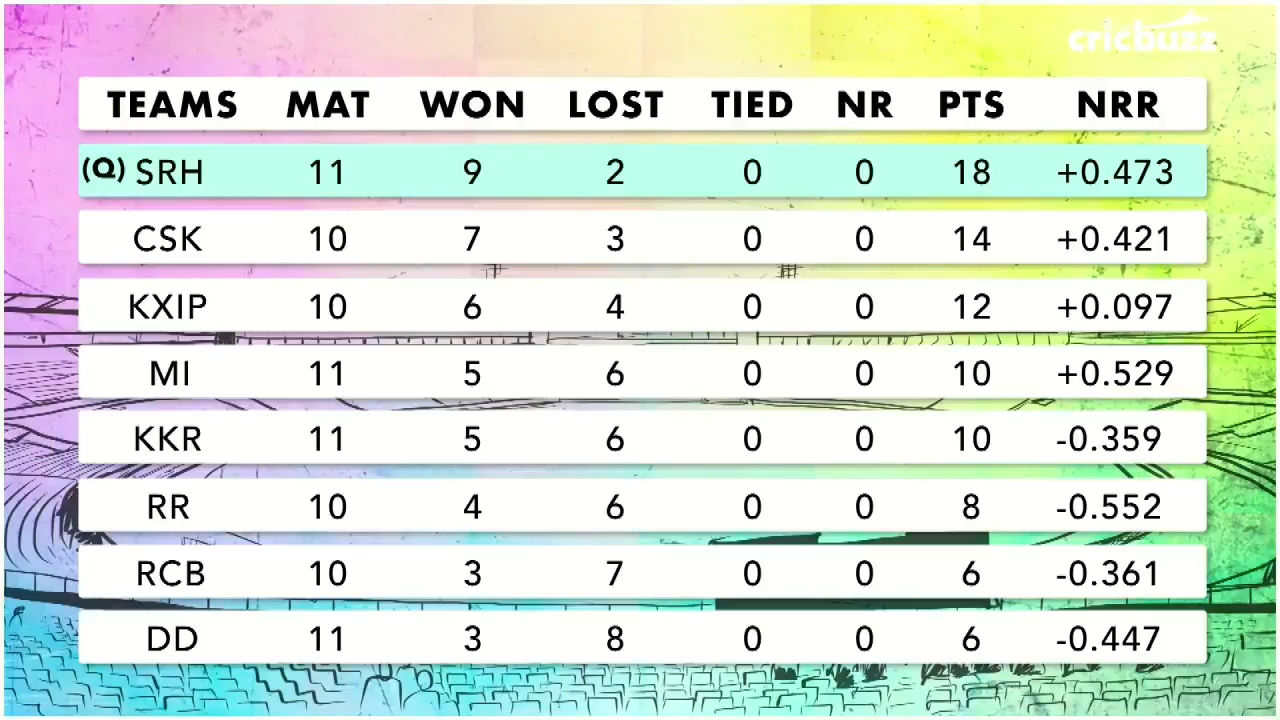 cricbuzz
TEAMS MAT WON LOST TIED NR PTS NRR
(Q) SRH 11 9 2 0 0 18 +0.473
CSK 10 7 3 0 0 14 +0.421
KXIP 10 6 4 0 0 12 +0.097
MI 11 5 6 0 0 10 +0.529
KKR 11 5 6 0 0 10 -0.359
RR 10 4 6 0 0 8 -0.552
RCB 10 3 7 0 0 6 -0.361
DD 11 3 8 0 0 6 -0.447